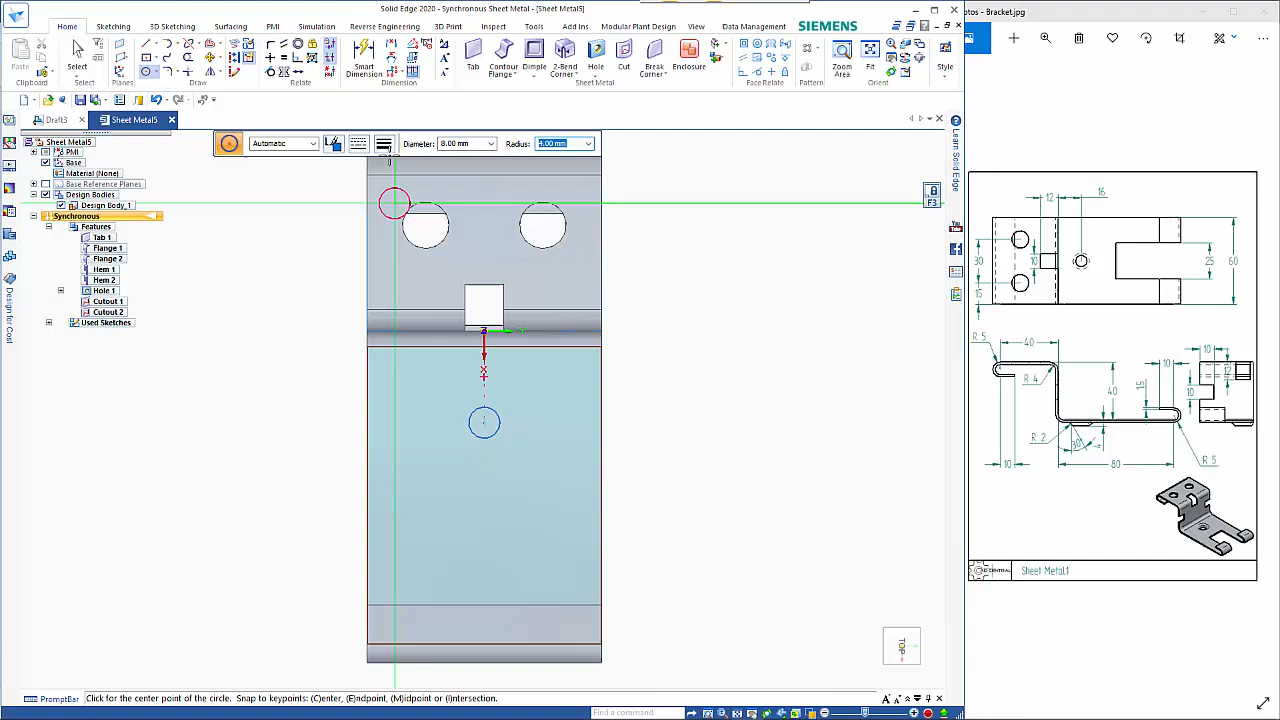 Solid Edge 2020 - Synchronous Sheet Metal - [Sheet Metal5]
otos - Bracket.jpg
Home Sketching 3D Sketching Surfacing PMI Simulation Reverse Engineering 3D Print Inspect Tools Add Ins Modular Plant Design View Data Management
SIEMENS
Paste Select Smart Dimension Tab Contour Flange Dimple 2-Bend Corner Hole Cut Break Corner Enclosure Zoom Area Fit Style
Clipboard Select Draw Relate Dimension Sheet Metal Face Relate Pattern Orient
Draft3
Sheet Metal5
Automatic
Diameter: 8.00 mm
Radius: 4.00 mm
Sheet Metal5
PMI
Base
Material (None)
Base Reference Planes
Design Bodies
Design Body_1
Synchronous
Features
Tab 1
Flange 1
Flange 2
Hem 1
Hem 2
Hole 1
Cutout 1
Cutout 2
Used Sketches
Design for Cost
Learn Solid Edge
F3
You Tube
TOP
X
Y
12 16
30 10 25 60
15
R 5 40 10 10
R 4 15 40 12 10
R 2 30°
R 5
10 80
Sheet Metal1
PromptBar
Click for the center point of the circle. Snap to keypoints: (C)enter, (E)ndpoint, (M)idpoint or (I)ntersection.
Find a command